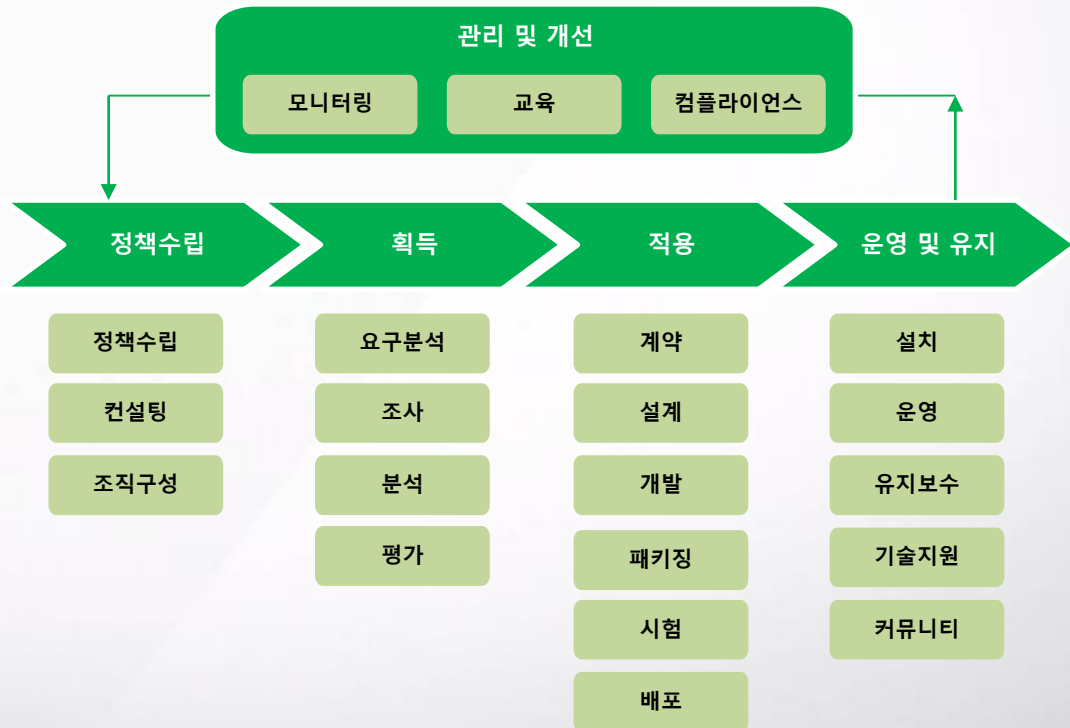 관리 및 개선
모니터링
교육
컴플라이언스
정책수립
획득
적용
운영 및 유지
정책수립
컨설팅
조직구성
요구분석
조사
분석
평가
계약
설계
개발
패키징
시험
배포
설치
운영
유지보수
기술지원
커뮤니티